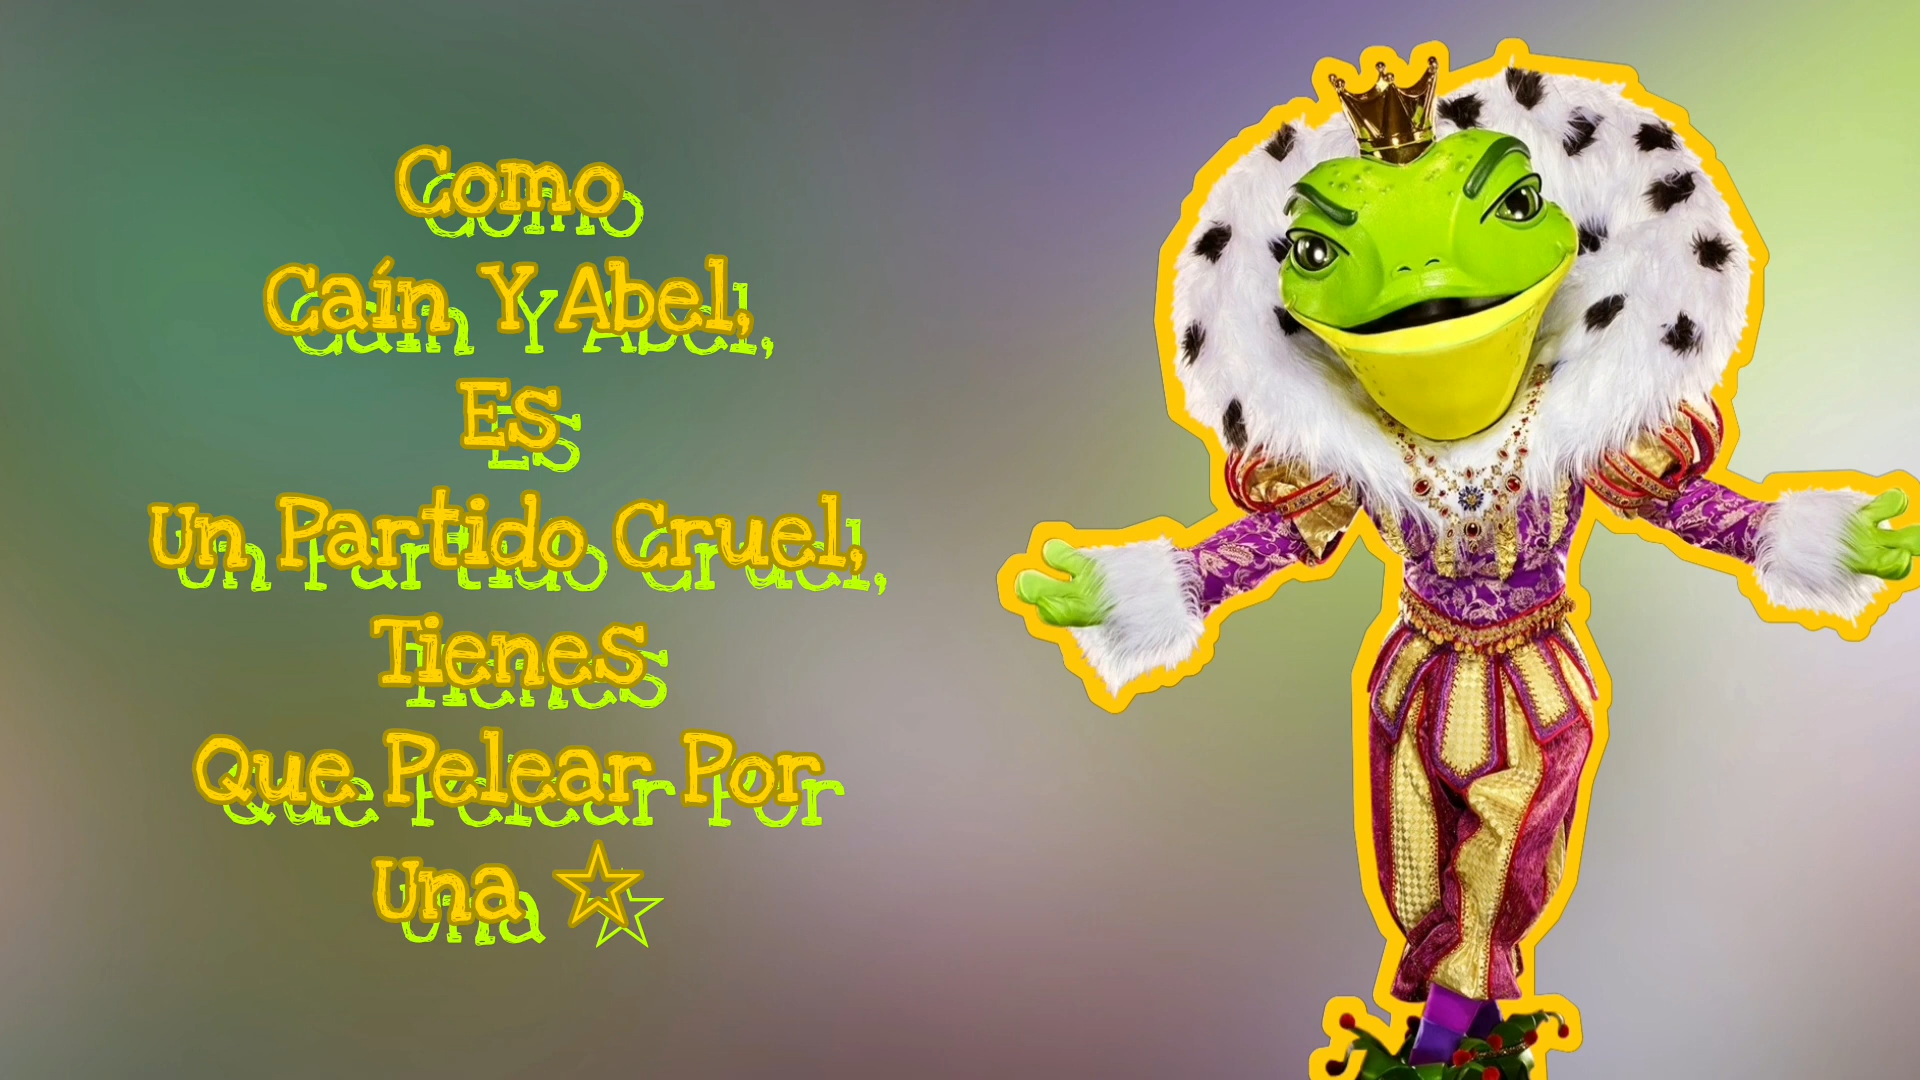 Como
Caín Y Abel,
Es
Un Partido Cruel,
Tienes
Que Pelear Por
Una ☆